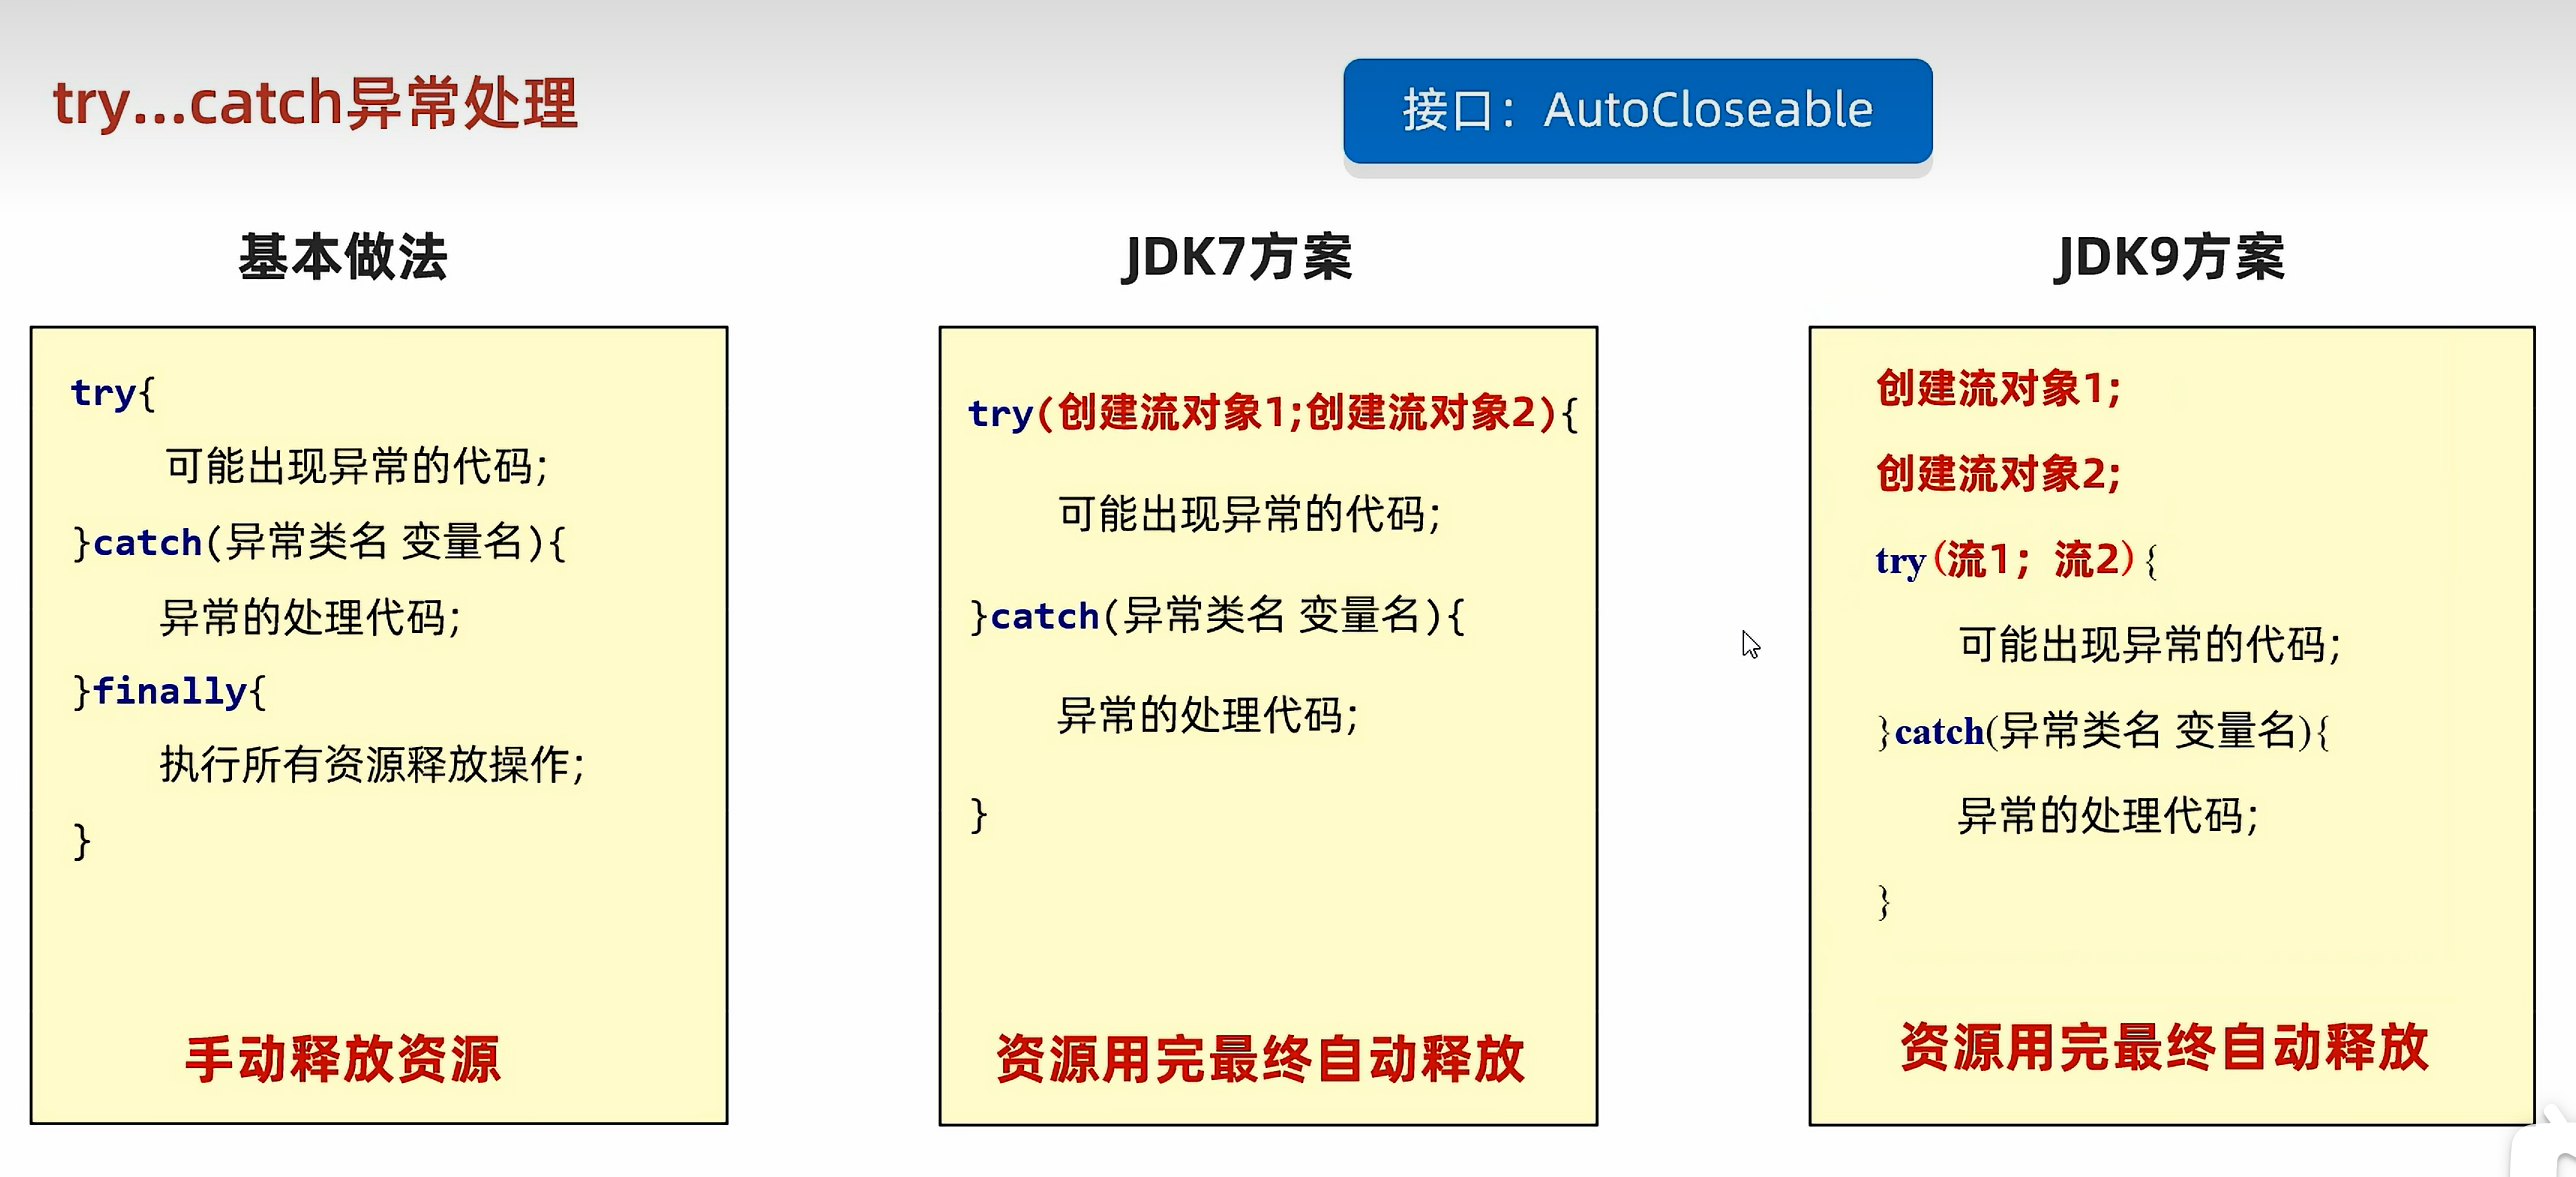 try...catch异常处理
接口：AutoCloseable
基本做法
try{
可能出现异常的代码;
}catch(异常类名 变量名){
异常的处理代码;
}finally{
执行所有资源释放操作;
}
手动释放资源
JDK7方案
try(创建流对象1;创建流对象2){
可能出现异常的代码;
}catch(异常类名 变量名){
异常的处理代码;
}
资源用完最终自动释放
JDK9方案
创建流对象1;
创建流对象2;
try(流1；流2){
可能出现异常的代码;
}catch(异常类名 变量名){
异常的处理代码;
}
资源用完最终自动释放